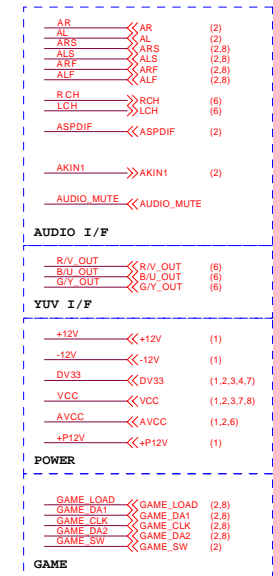 AR AR (2)
AL AL (2)
ARS ARS (2,8)
ALS ALS (2,8)
ARF ARF (2,8)
ALF ALF (2,8)
RCH RCH (6)
LCH LCH (6)
ASPDIF ASPDIF (2)
AKIN1 AKIN1 (2)
AUDIO_MUTE AUDIO_MUTE
AUDIO I/F
R/V_OUT R/V_OUT (6)
B/U_OUT B/U_OUT (6)
G/Y_OUT G/Y_OUT (6)
YUV I/F
+12V +12V (1)
-12V -12V (1)
DV33 DV33 (1,2,3,4,7)
VCC VCC (1,2,3,7,8)
AVCC AVCC (1,2,6)
+P12V +P12V (1)
POWER
GAME_LOAD GAME_LOAD (2,8)
GAME_DA1 GAME_DA1 (2,8)
GAME_CLK GAME_CLK (2,8)
GAME_DA2 GAME_DA2 (2,8)
GAME_SW GAME_SW (2)
GAME